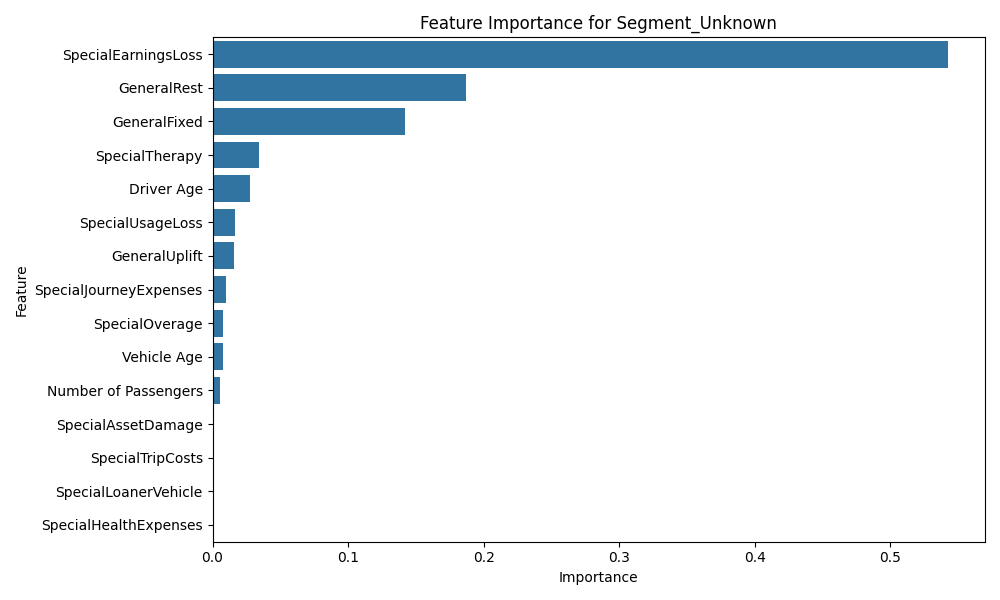 Feature Importance for Segment_Unknown
Feature
SpecialEarningsLoss
GeneralRest
GeneralFixed
SpecialTherapy
Driver Age
SpecialUsageLoss
GeneralUplift
SpecialJourneyExpenses
SpecialOverage
Vehicle Age
Number of Passengers
SpecialAssetDamage
SpecialTripCosts
SpecialLoanerVehicle
SpecialHealthExpenses
0.0 0.1 0.2 0.3 0.4 0.5
Importance